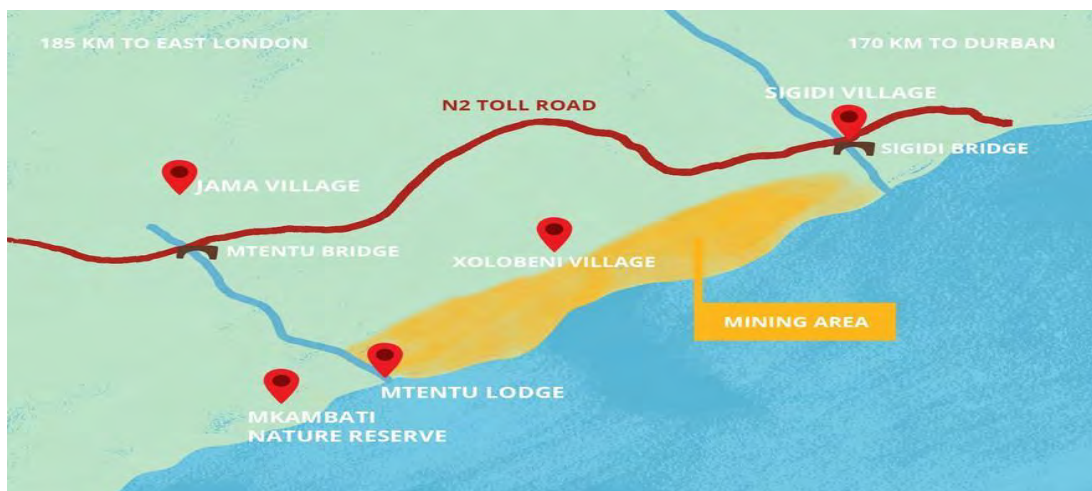 185 KM TO EAST LONDON
170 KM TO DURBAN
SIGIDI VILLAGE
N2 TOLL ROAD
SIGIDI BRIDGE
JAMA VILLAGE
MTENTU BRIDGE
XOLOBENI VILLAGE
MINING AREA
MTENTU LODGE
MKAMBATI
NATURE RESERVE